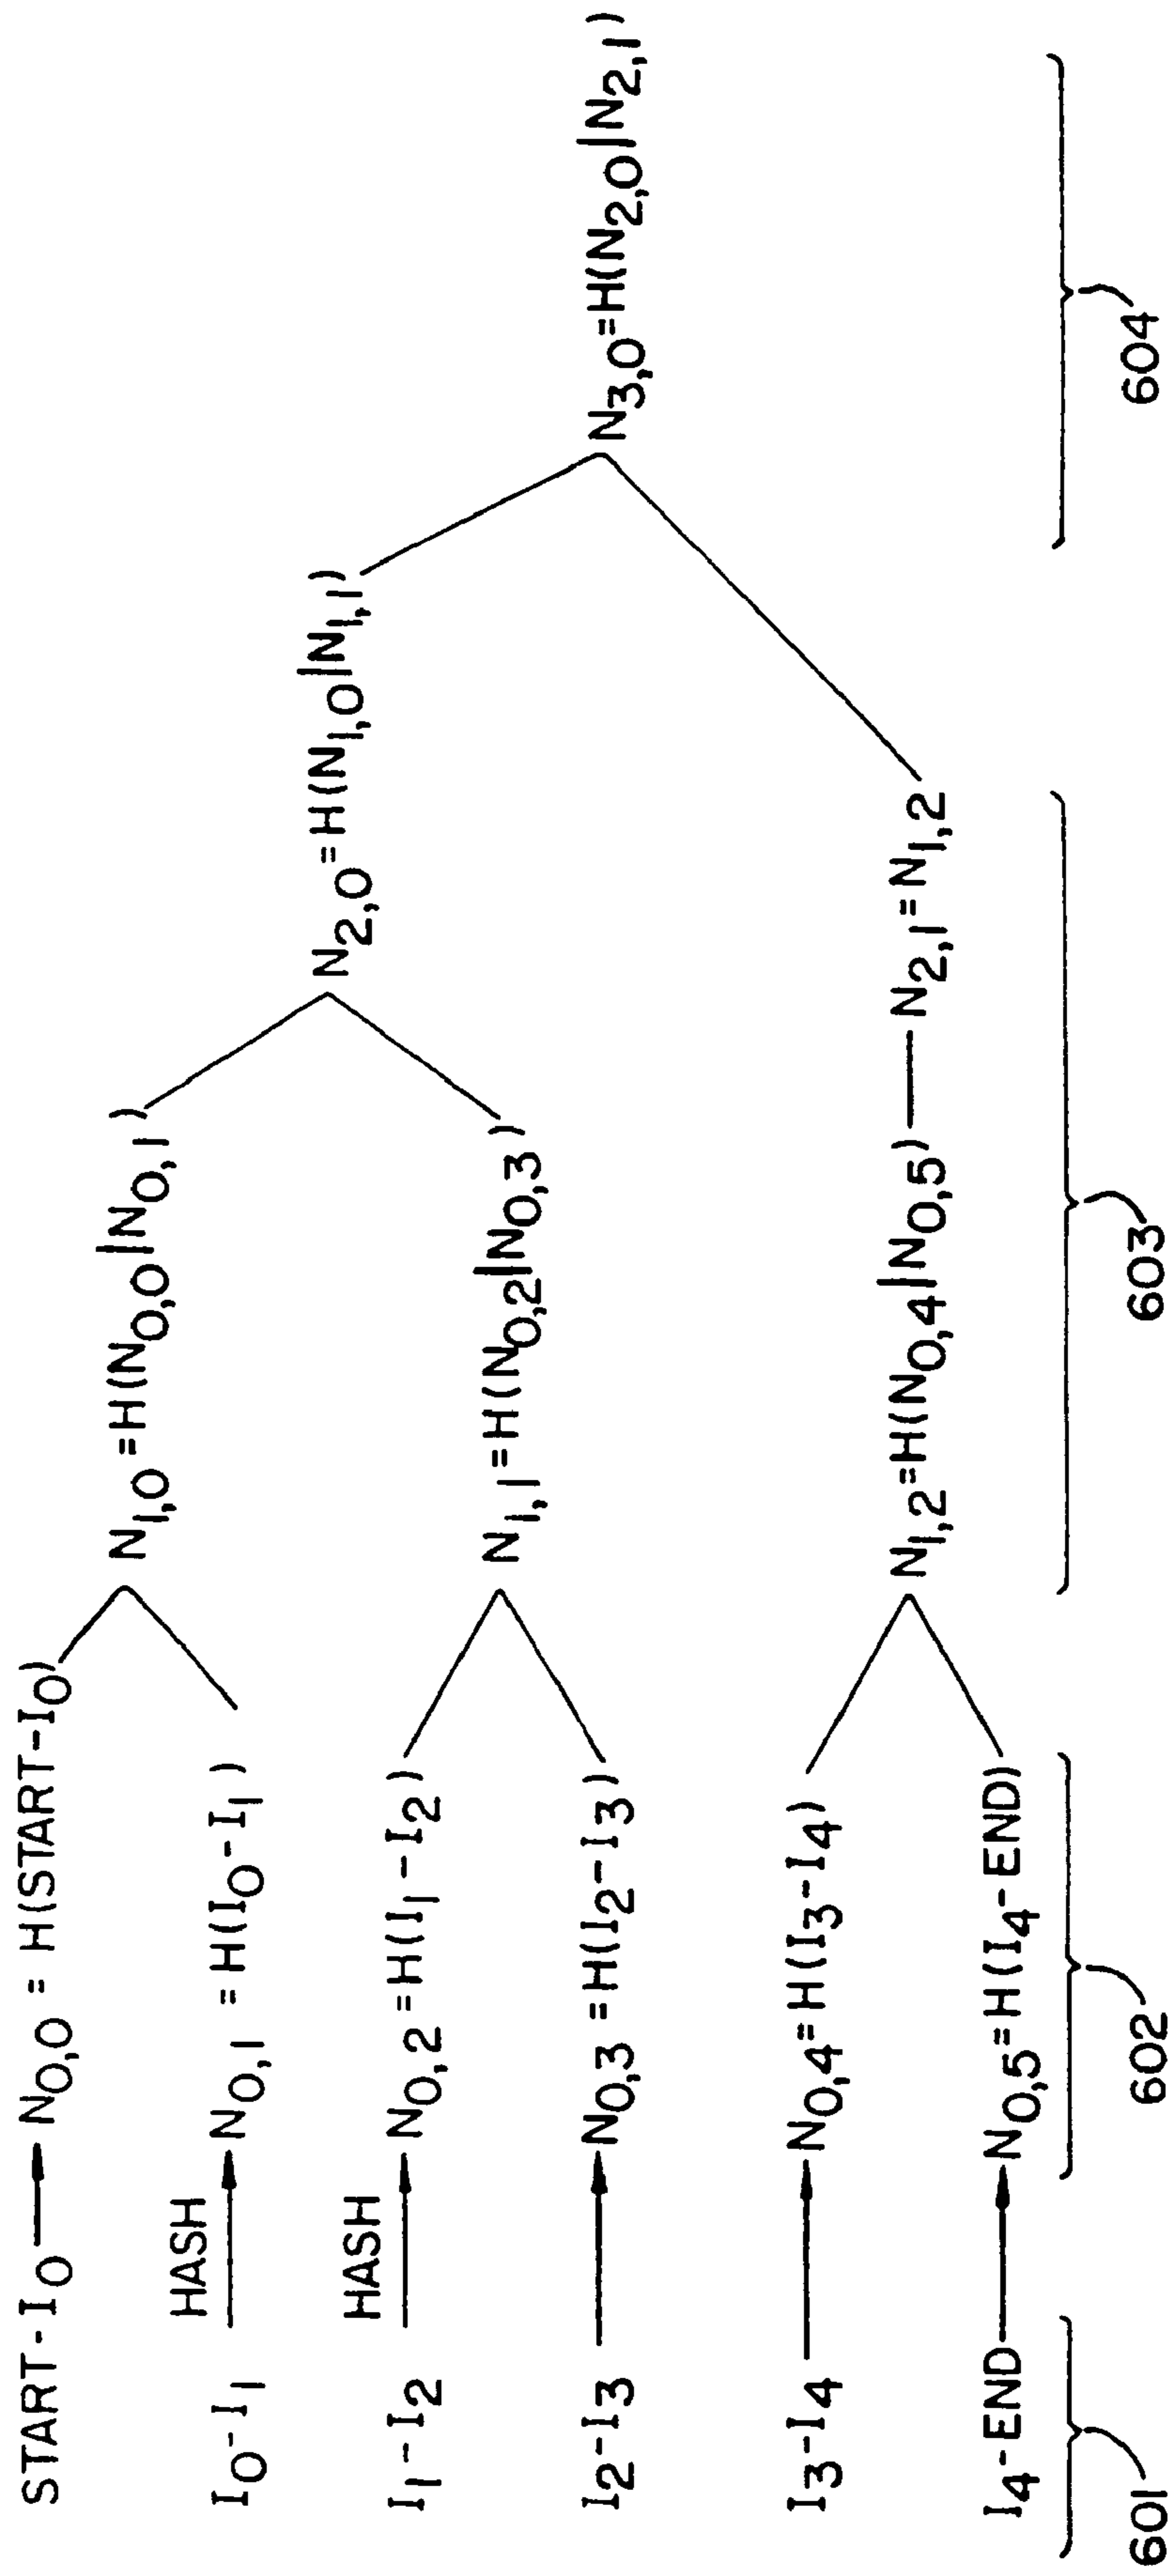 START-I0 N0,0 = H(START-I0)
I0-I1 HASH N0,1 = H(I0-I1)
N1,0 = H(N0,0|N0,1)
I1-I2 HASH N0,2 = H(I1-I2)
I2-I3 N0,3 = H(I2-I3)
N1,1 = H(N0,2|N0,3)
N2,0 = H(N1,0|N1,1)
I3-I4 N0,4 = H(I3-I4)
I4-END N0,5 = H(I4-END)
N1,2 = H(N0,4|N0,5) N2,1 = N1,2
N3,0 = H(N2,0|N2,1)
601 602 603 604